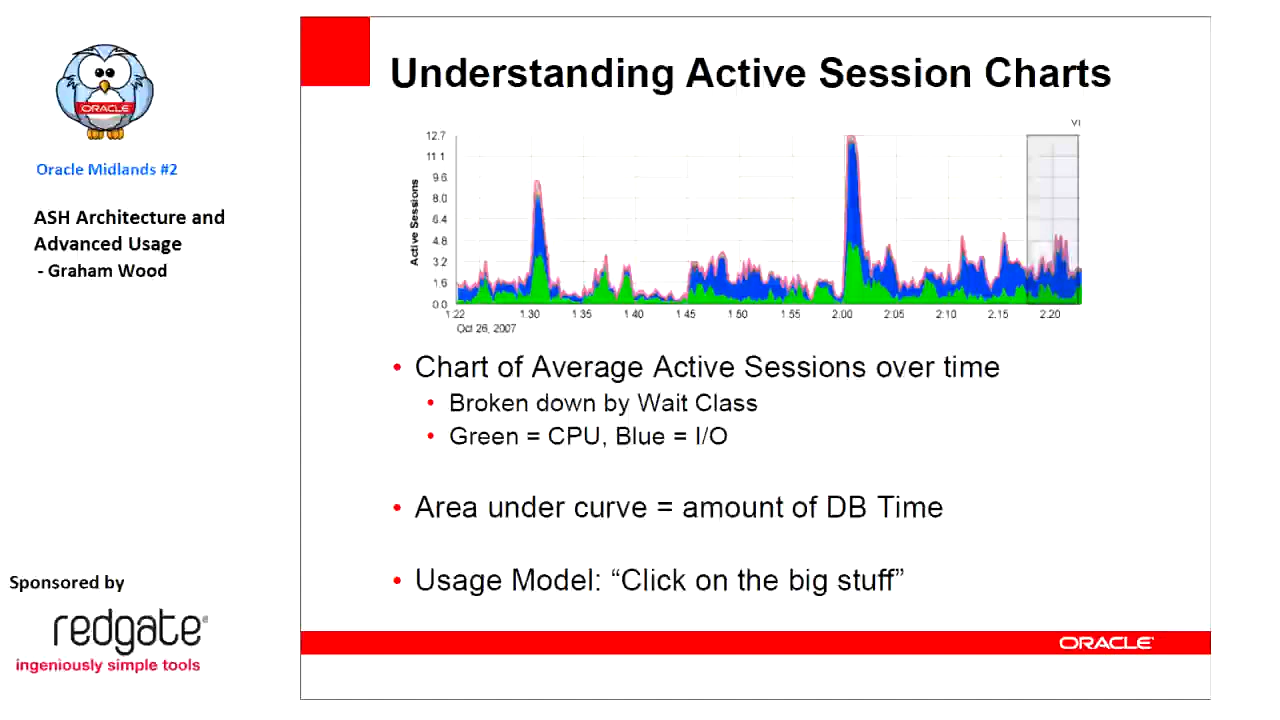 ORACLE
Oracle Midlands #2
ASH Architecture and
Advanced Usage
- Graham Wood
Sponsored by
redgate®
ingeniously simple tools
Understanding Active Session Charts
12.7
11.1
9.6
8.0
6.4
4.8
3.2
1.6
0.0
Active Sessions
1:22 1:30 1:35 1:40 1:45 1:50 1:55 2:00 2:05 2:10 2:15 2:20
Oct 26, 2007
• Chart of Average Active Sessions over time
• Broken down by Wait Class
• Green = CPU, Blue = I/O
• Area under curve = amount of DB Time
• Usage Model: “Click on the big stuff”
ORACLE